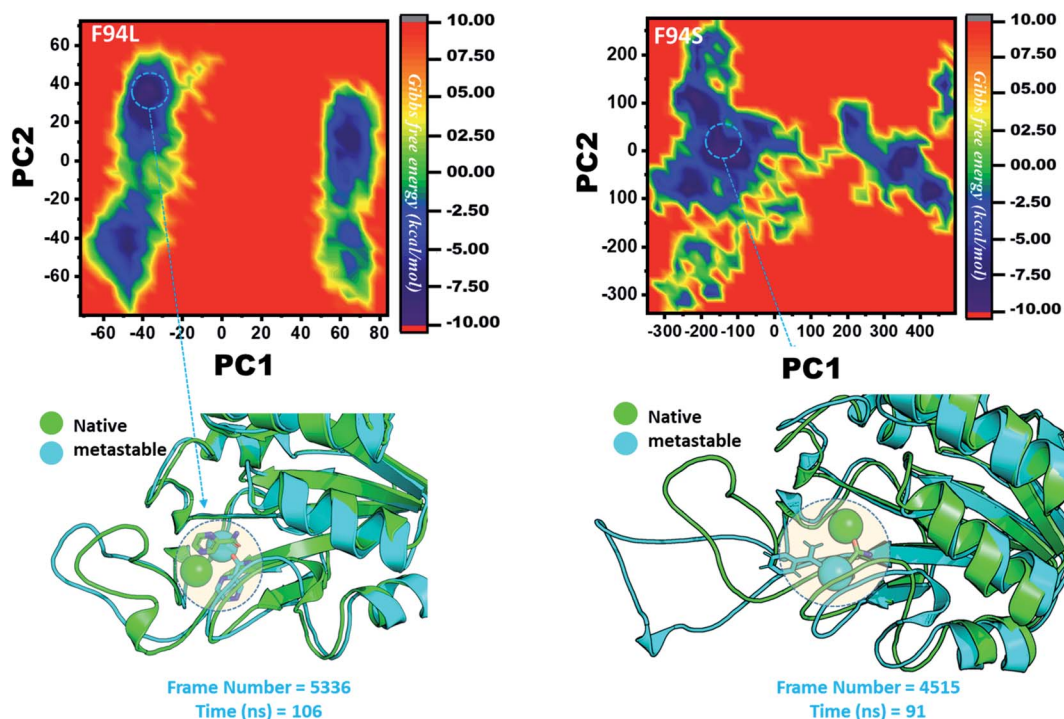 F94L
60
40
20
0
-20
-40
-60
PC2
-60 -40 -20 0 20 40 60 80
PC1
10.00
07.50
05.00
02.50
00.00
-2.50
-5.00
-7.50
-10.00
Gibbs free energy (kcal/mol)
F94S
200
100
0
-100
-200
-300
PC2
-300 -200 -100 0 100 200 300 400
PC1
10.00
07.50
05.00
02.50
00.00
-2.50
-5.00
-7.50
-10.00
Gibbs free energy (kcal/mol)
Native
metastable
Frame Number = 5336
Time (ns) = 106
Native
metastable
Frame Number = 4515
Time (ns) = 91